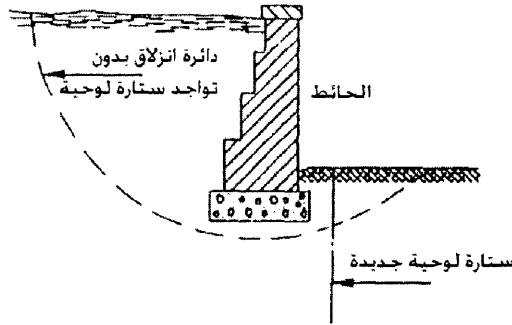 دائرة انزلاق بدون
تواجد ستارة لوحية
الحائط
ستارة لوحية جديدة